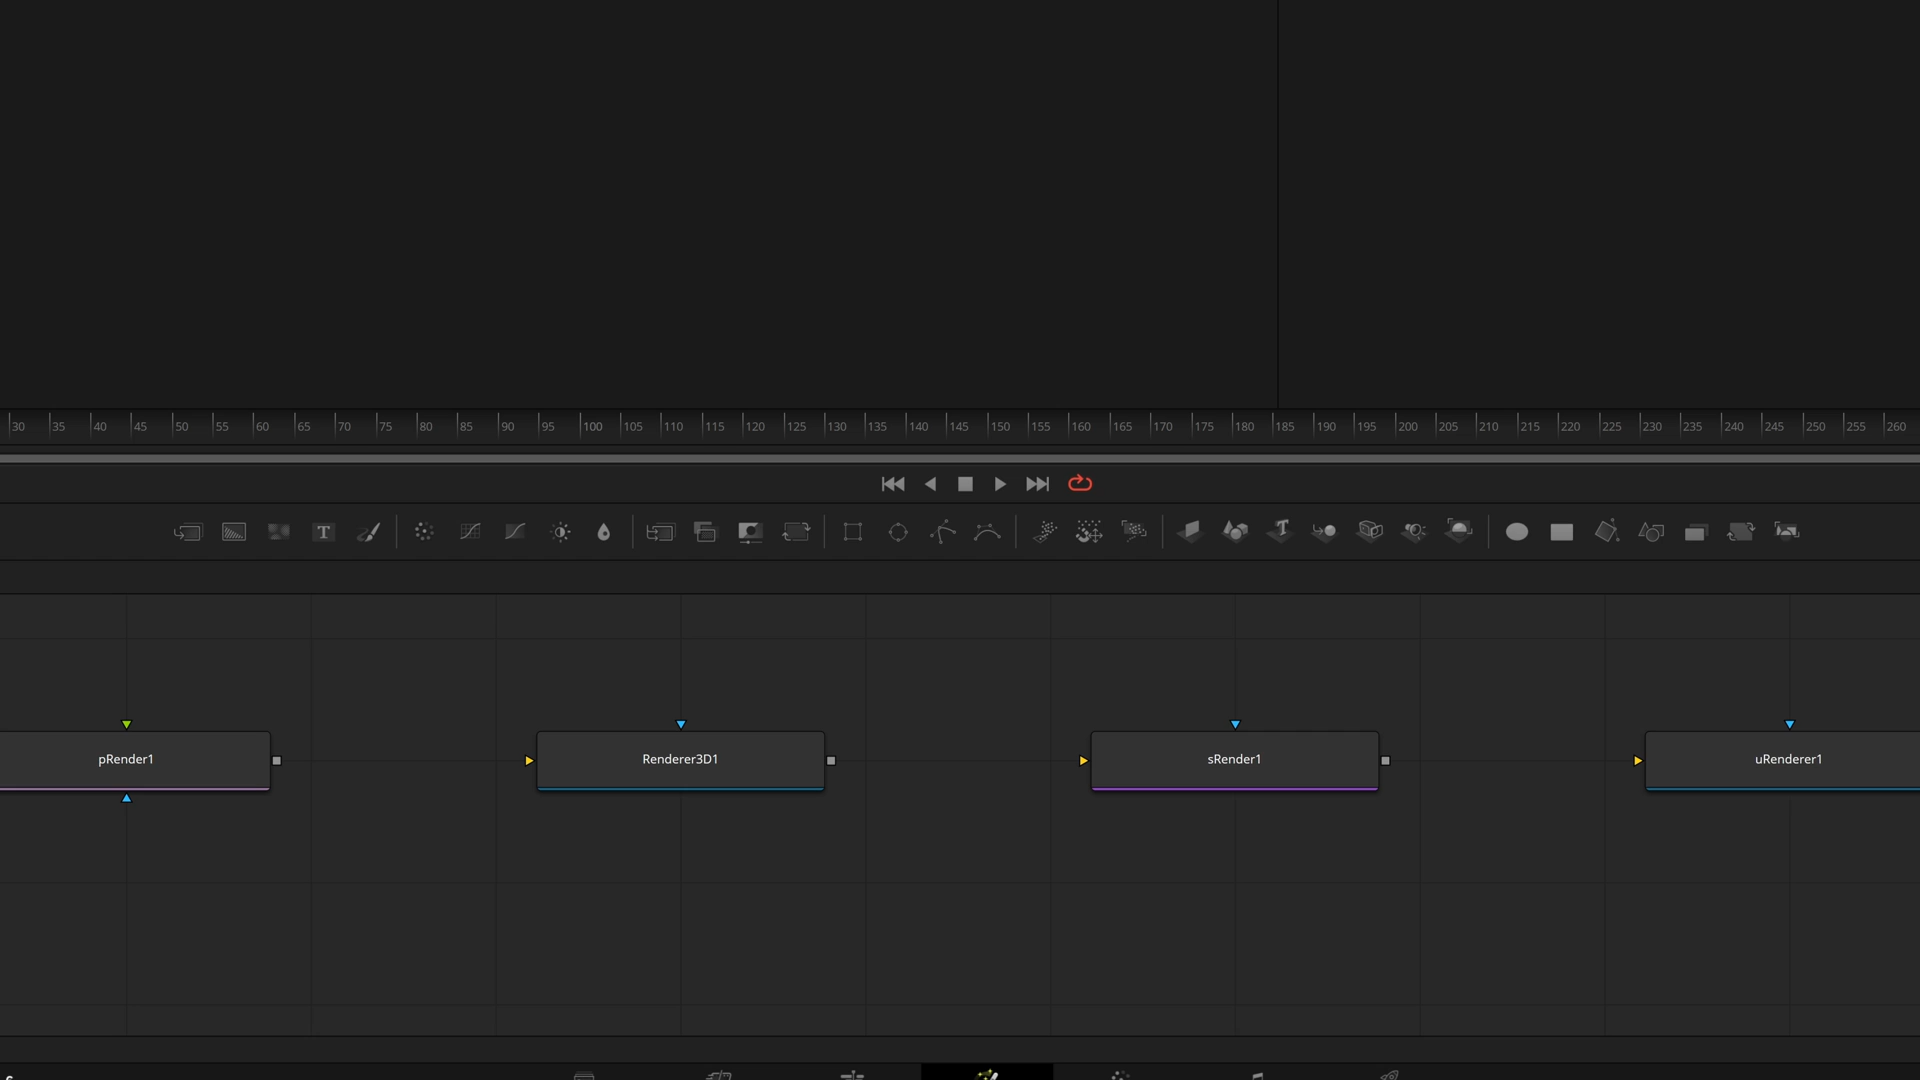 30 35 40 45 50 55 60 65 70 75 80 85 90 95 100 105 110 115 120 125 130 135 140 145 150 155 160 165 170 175 180 185 190 195 200 205 210 215 220 225 230 235 240 245 250 255 260
T
T
pRender1 Renderer3D1 sRender1 uRenderer1